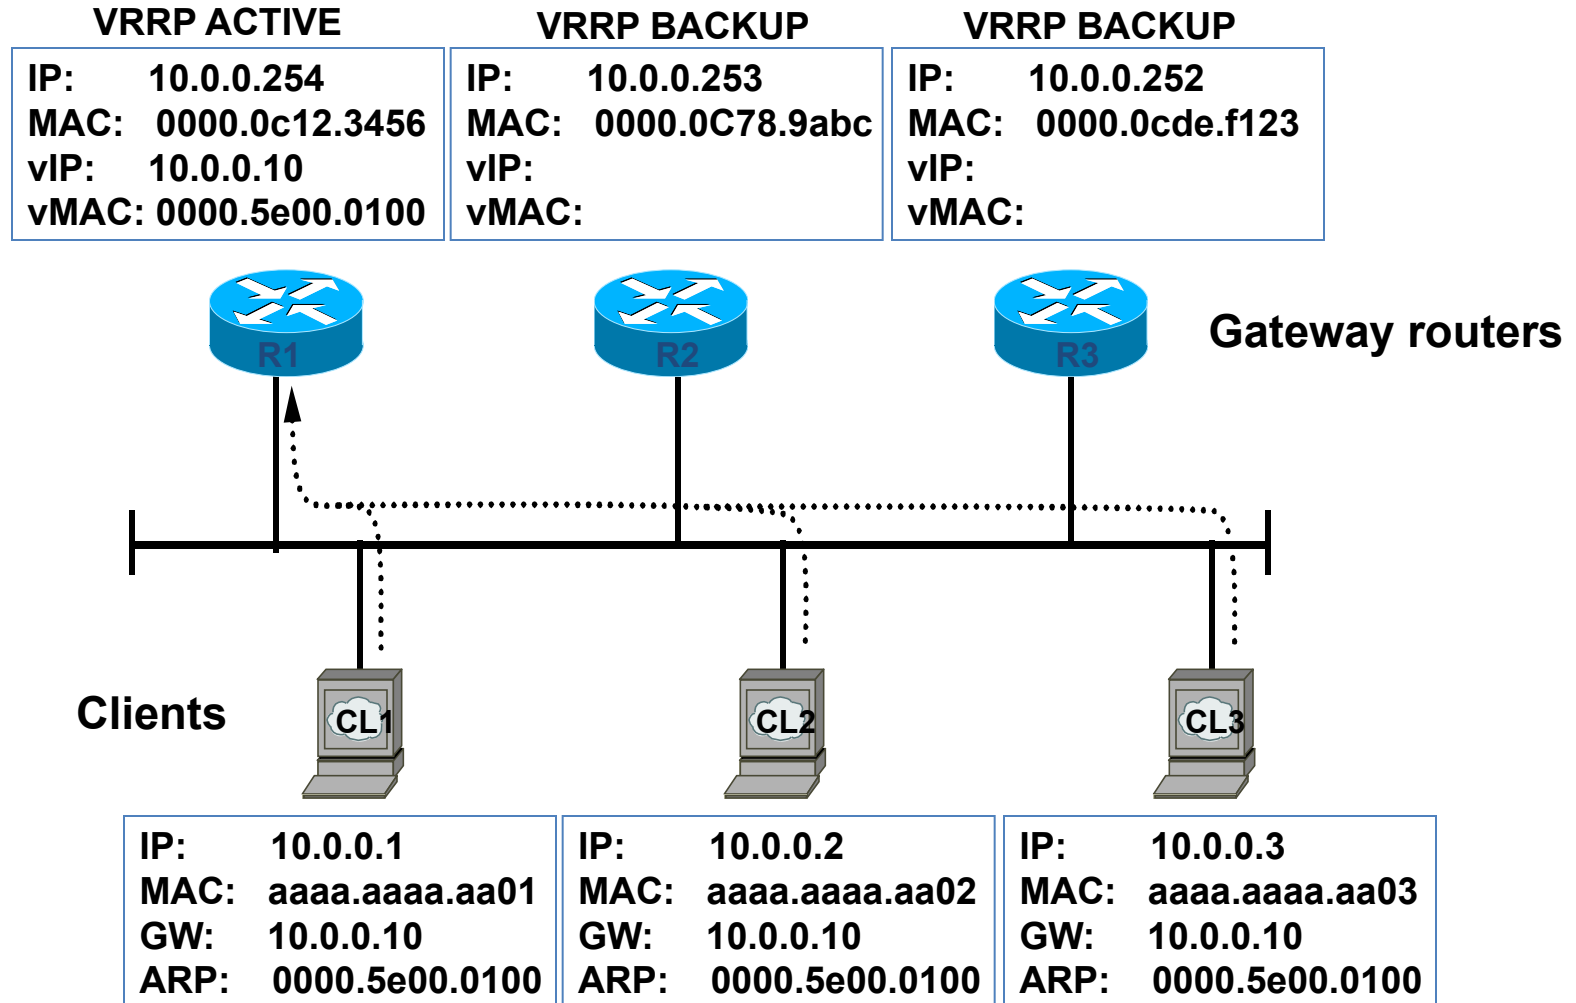 VRRP ACTIVE
IP: 10.0.0.254
MAC: 0000.0c12.3456
vIP: 10.0.0.10
vMAC: 0000.5e00.0100
VRRP BACKUP
IP: 10.0.0.253
MAC: 0000.0C78.9abc
vIP:
vMAC:
VRRP BACKUP
IP: 10.0.0.252
MAC: 0000.0cde.f123
vIP:
vMAC:
R1
R2
R3
Gateway routers
Clients
CL1
CL2
CL3
IP: 10.0.0.1
MAC: aaaa.aaaa.aa01
GW: 10.0.0.10
ARP: 0000.5e00.0100
IP: 10.0.0.2
MAC: aaaa.aaaa.aa02
GW: 10.0.0.10
ARP: 0000.5e00.0100
IP: 10.0.0.3
MAC: aaaa.aaaa.aa03
GW: 10.0.0.10
ARP: 0000.5e00.0100